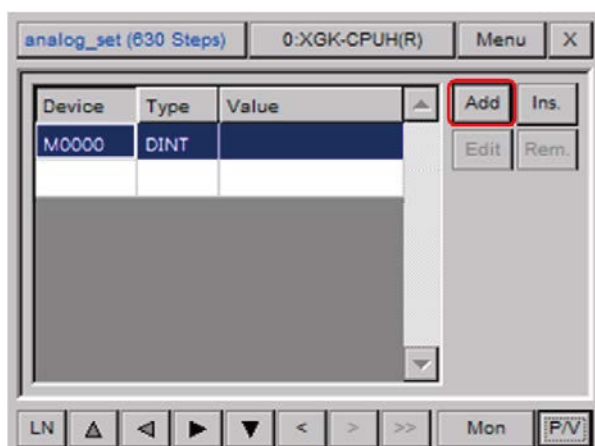 analog_set (630 Steps) 0:XGK-CPUH(R) Menu X
Device Type Value Add Ins.
M0000 DINT Edit Rem.
LN < > >> Mon P/V